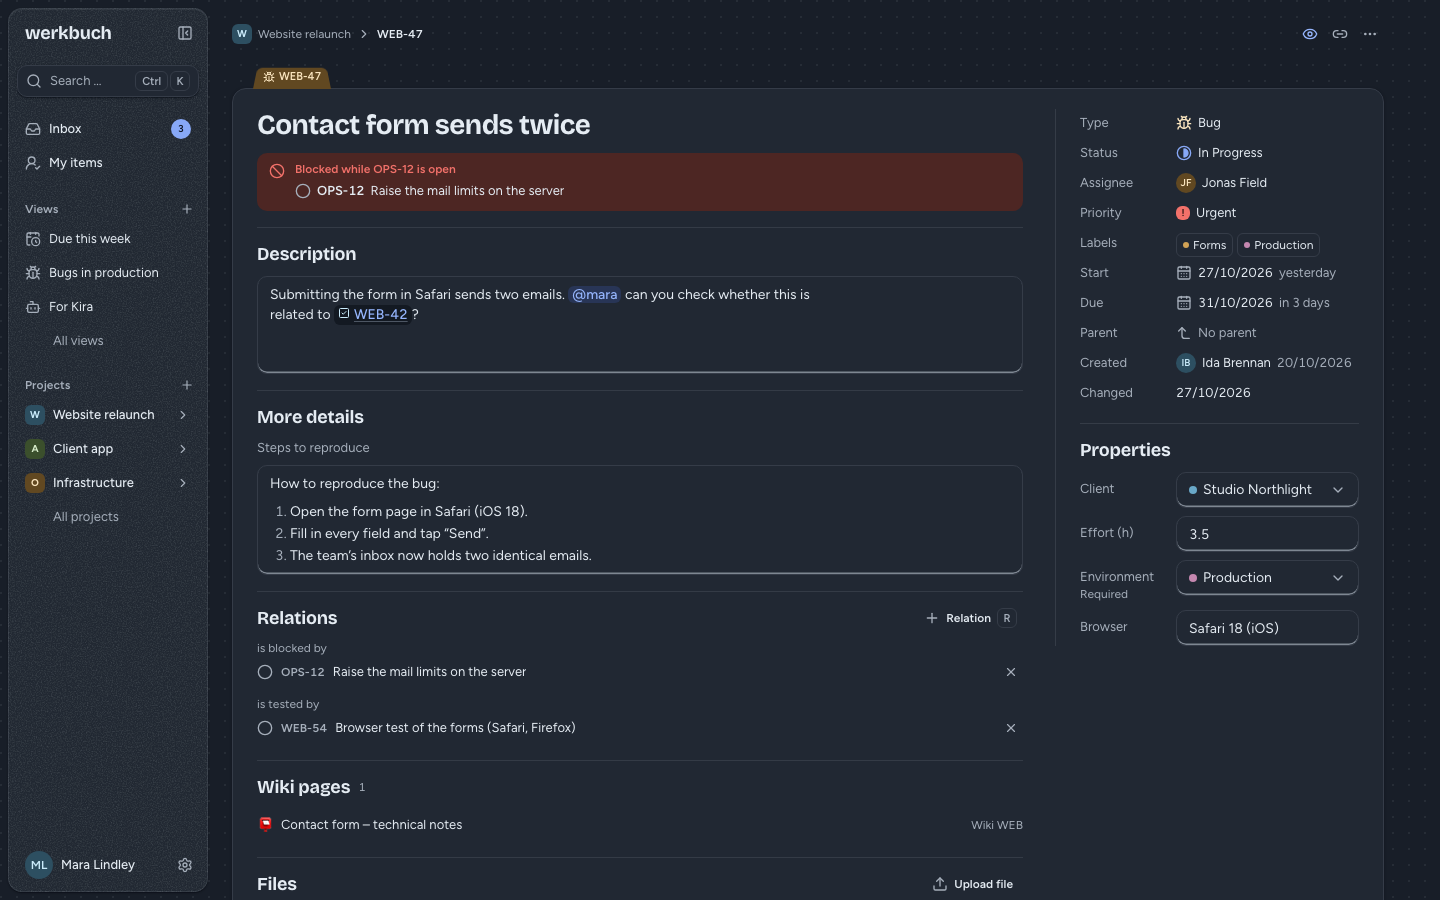 werkbuch
Search ... Ctrl K
Inbox 3
My items
Views
Due this week
Bugs in production
For Kira
All views
Projects
W Website relaunch
A Client app
O Infrastructure
All projects
ML Mara Lindley
W Website relaunch WEB-47
WEB-47
Contact form sends twice
Blocked while OPS-12 is open
OPS-12 Raise the mail limits on the server
Description
Submitting the form in Safari sends two emails. @mara can you check whether this is
related to WEB-42 ?
More details
Steps to reproduce
How to reproduce the bug:
1. Open the form page in Safari (iOS 18).
2. Fill in every field and tap “Send”.
3. The team’s inbox now holds two identical emails.
Relations
Relation R
is blocked by
OPS-12 Raise the mail limits on the server
is tested by
WEB-54 Browser test of the forms (Safari, Firefox)
Wiki pages 1
Contact form – technical notes Wiki WEB
Files
Upload file
Type Bug
Status In Progress
Assignee JF Jonas Field
Priority Urgent
Labels Forms Production
Start 27/10/2026 yesterday
Due 31/10/2026 in 3 days
Parent No parent
Created IB Ida Brennan 20/10/2026
Changed 27/10/2026
Properties
Client Studio Northlight
Effort (h) 3.5
Environment Production
Required
Browser Safari 18 (iOS)